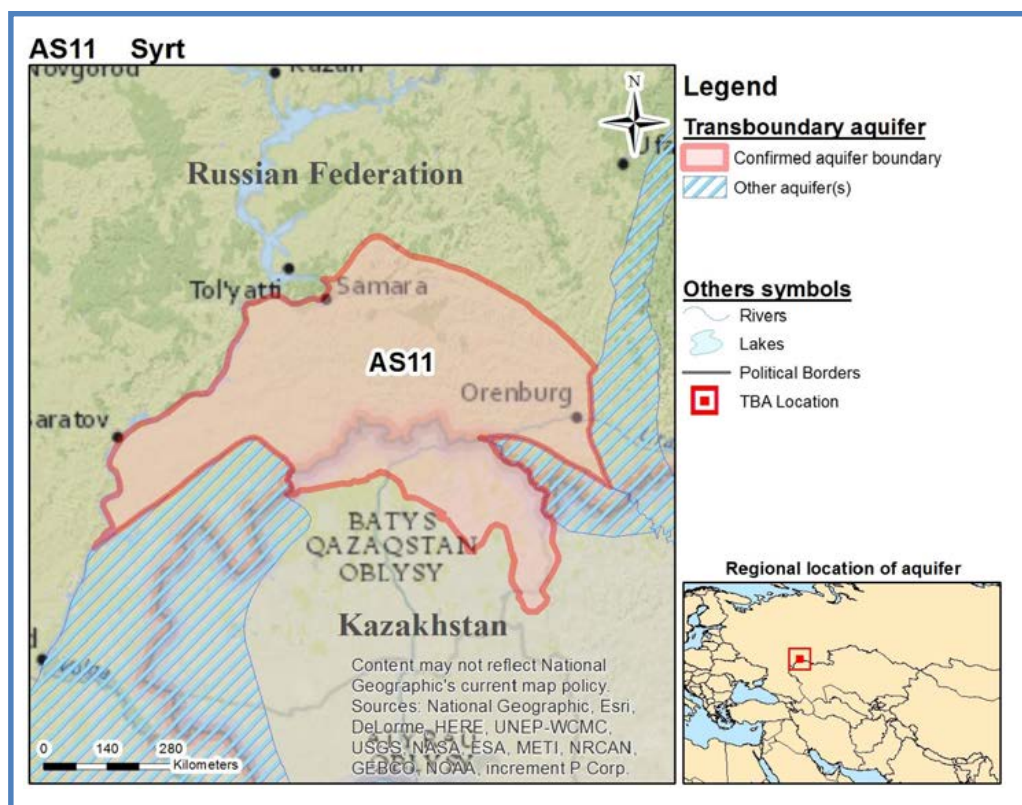 AS11 Syrt
Novgorod
Kazan
N
Ufa
Russian Federation
Tol'yatti
Samara
AS11
Orenburg
aratov
BATYS
QAZAQSTAN
OBLYSY
Kazakhstan
Content may not reflect National
Geographic's current map policy.
Sources: National Geographic, Esri,
DeLorme, HERE, UNEP-WCMC,
USGS, NASA, ESA, METI, NRCAN,
GEBCO, NOAA, increment P Corp.
0 140 280
Kilometers
Legend
Transboundary aquifer
Confirmed aquifer boundary
Other aquifer(s)
Others symbols
Rivers
Lakes
Political Borders
TBA Location
Regional location of aquifer